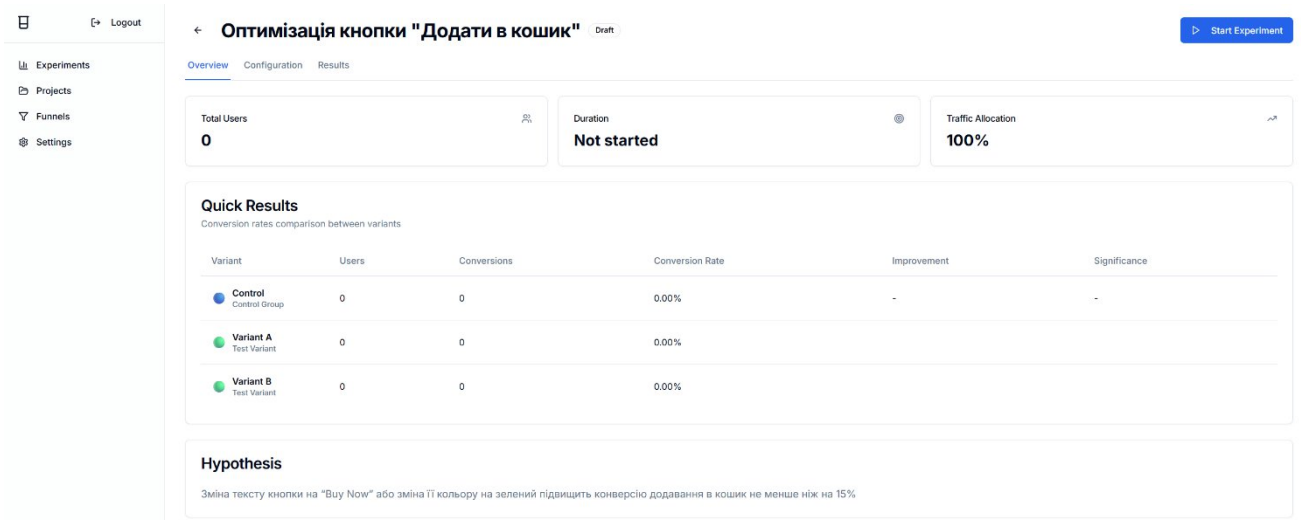 Logout
Experiments
Projects
Funnels
Settings
Оптимізація кнопки "Додати в кошик" Draft
Start Experiment
Overview Configuration Results
Total Users
0
Duration
Not started
Traffic Allocation
100%
Quick Results
Conversion rates comparison between variants
Variant Users Conversions Conversion Rate Improvement Significance
Control
Control Group
0 0 0.00% - -
Variant A
Test Variant
0 0 0.00%
Variant B
Test Variant
0 0 0.00%
Hypothesis
Зміна тексту кнопки на “Buy Now” або зміна її кольору на зелений підвищить конверсію додавання в кошик не менше ніж на 15%